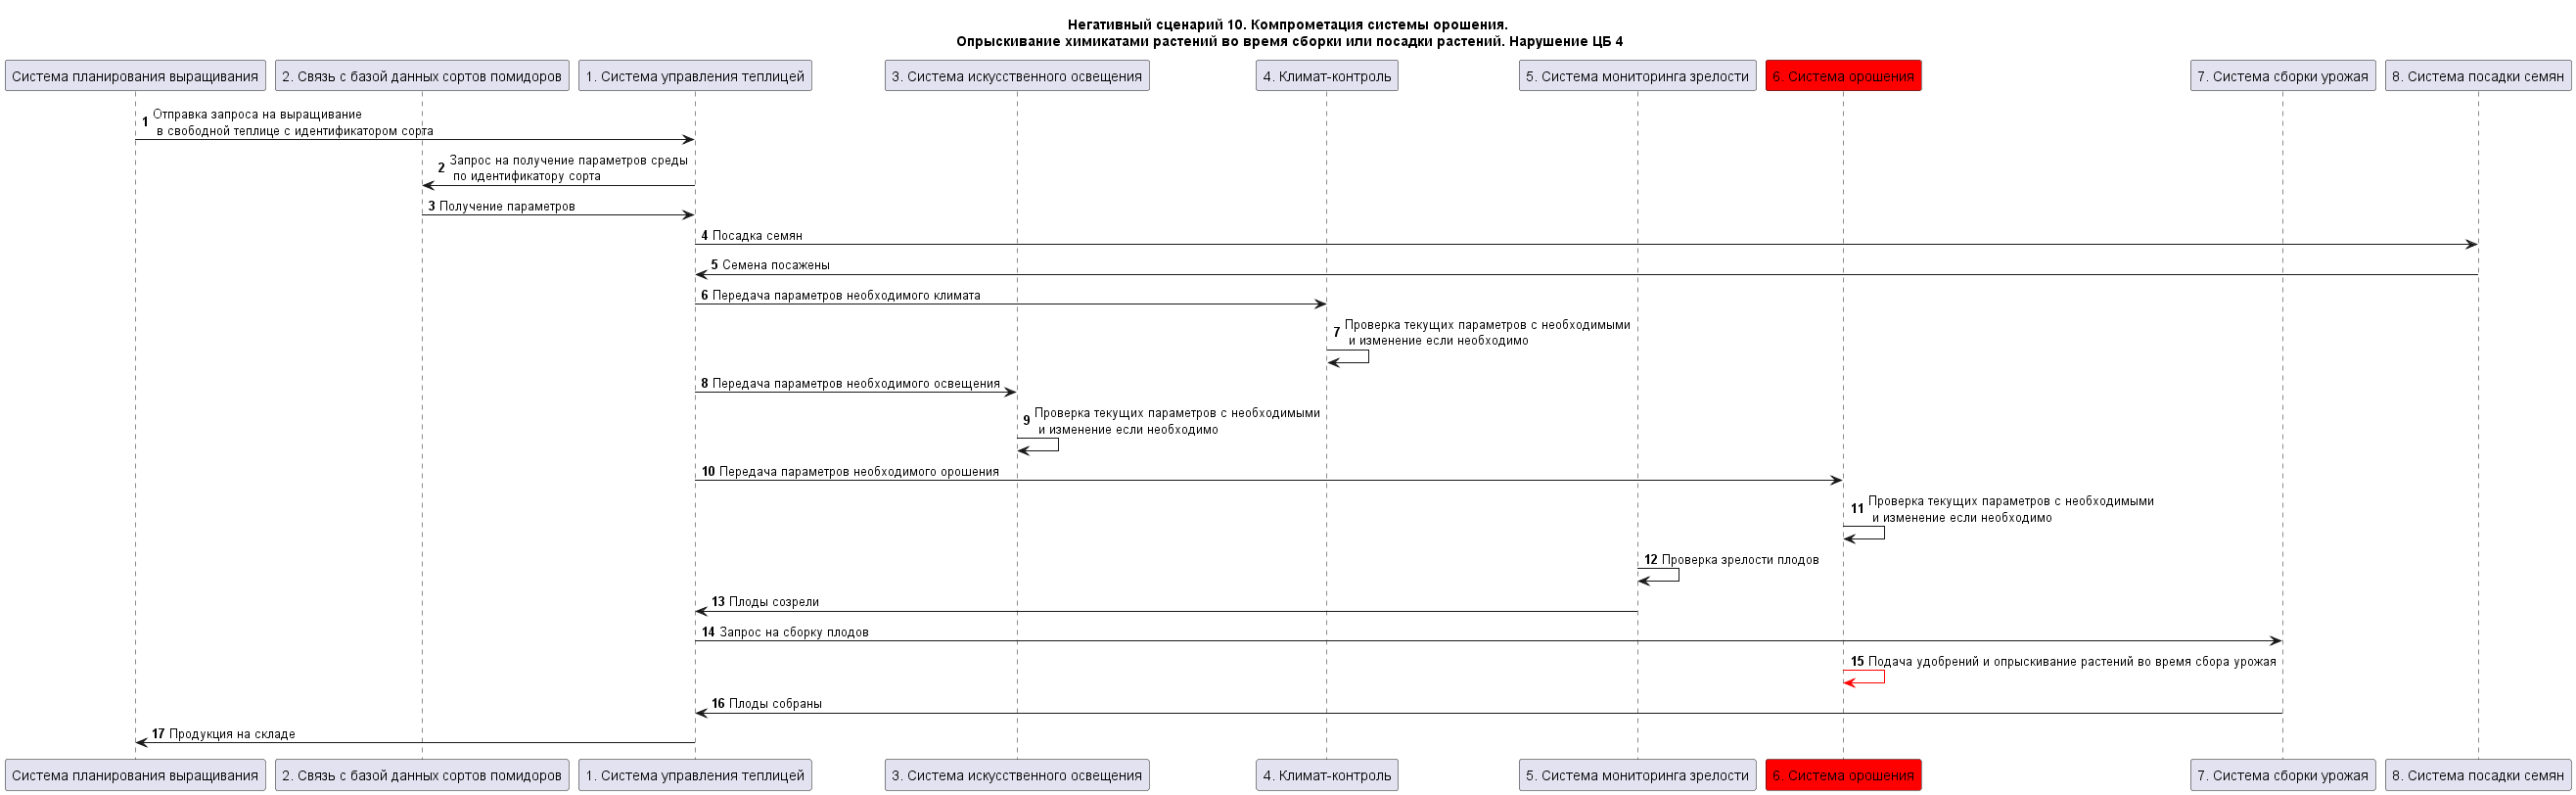 Негативный сценарий 10. Компрометация системы орошения.
Опрыскивание химикатами растений во время сборки или посадки растений. Нарушение ЦБ 4
Система планирования выращивания
2. Связь с базой данных сортов помидоров
1. Система управления теплицей
3. Система искусственного освещения
4. Климат-контроль
5. Система мониторинга зрелости
6. Система орошения
7. Система сборки урожая
8. Система посадки семян
1 Отправка запроса на выращивание
в свободной теплице с идентификатором сорта
2 Запрос на получение параметров среды
по идентификатору сорта
3 Получение параметров
4 Посадка семян
5 Семена посажены
6 Передача параметров необходимого климата
7 Проверка текущих параметров с необходимыми
и изменение если необходимо
8 Передача параметров необходимого освещения
9 Проверка текущих параметров с необходимыми
и изменение если необходимо
10 Передача параметров необходимого орошения
11 Проверка текущих параметров с необходимыми
и изменение если необходимо
12 Проверка зрелости плодов
13 Плоды созрели
14 Запрос на сборку плодов
15 Подача удобрений и опрыскивание растений во время сбора урожая
16 Плоды собраны
17 Продукция на складе
Система планирования выращивания
2. Связь с базой данных сортов помидоров
1. Система управления теплицей
3. Система искусственного освещения
4. Климат-контроль
5. Система мониторинга зрелости
6. Система орошения
7. Система сборки урожая
8. Система посадки семян